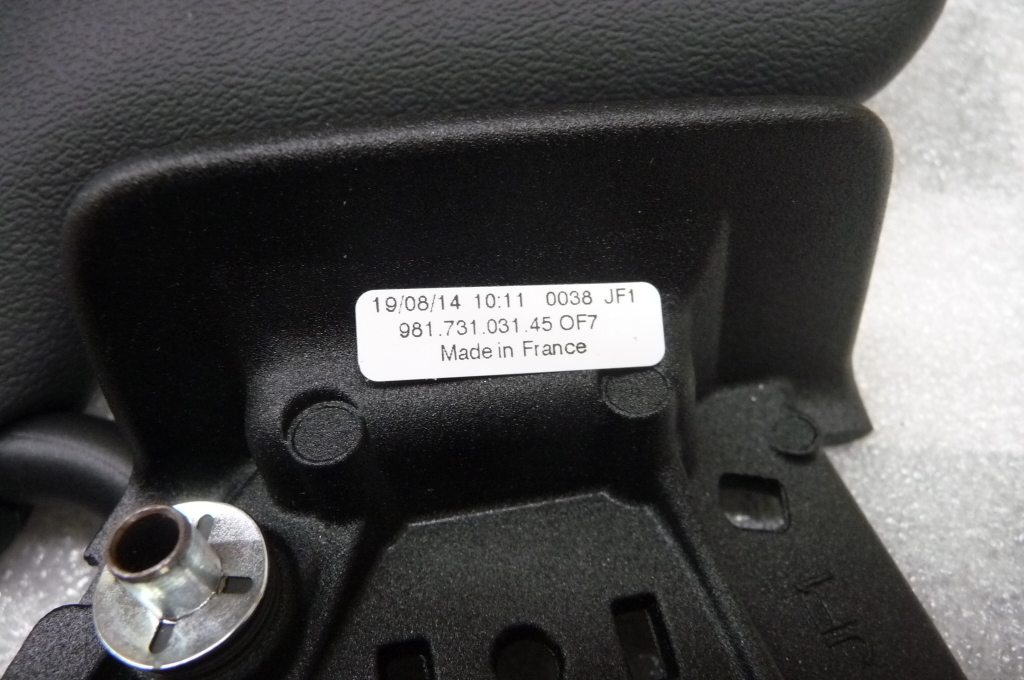 19/08/14 10:11 0038 JF1
981.731.031.45 OF7
Made in France